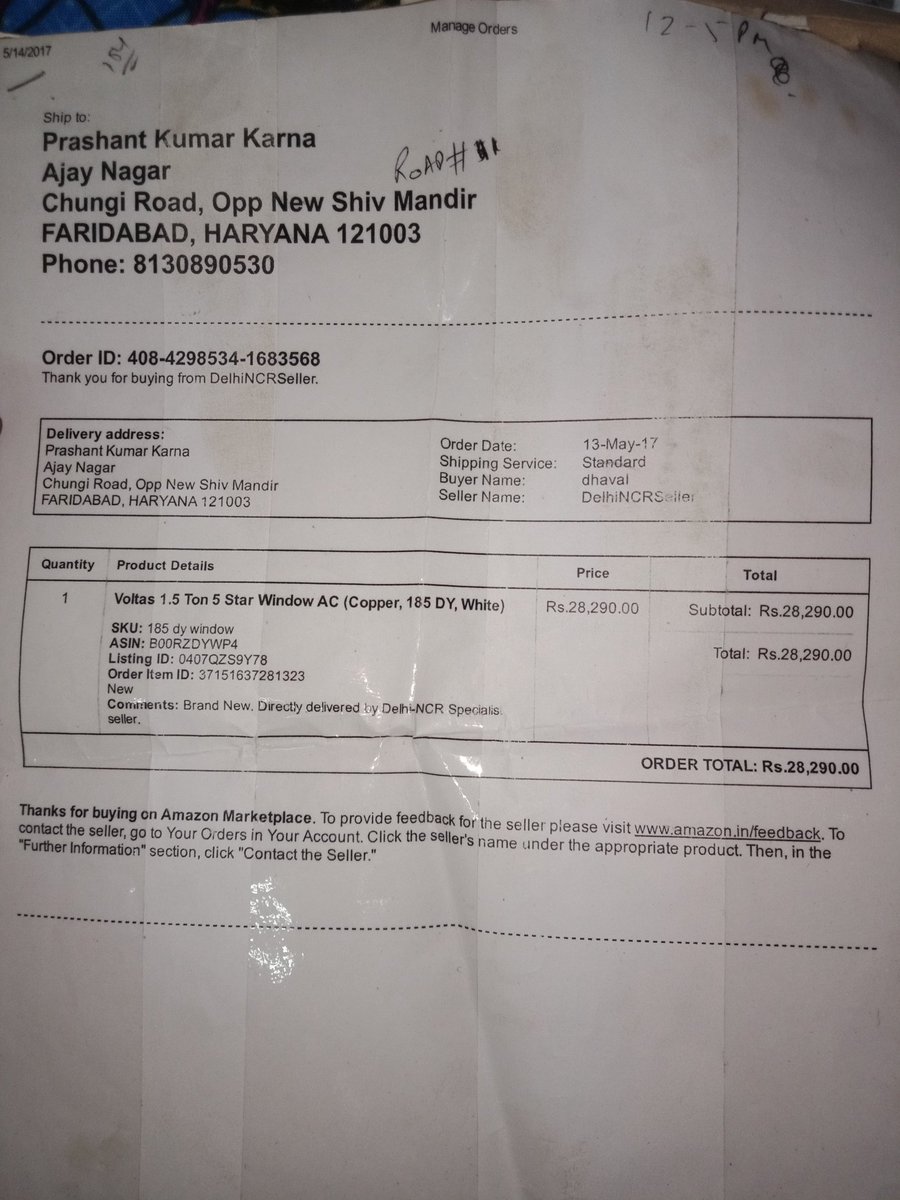 Manage Orders
12-5 PM
5/14/2017
Ship to:
Prashant Kumar Karna
Ajay Nagar
ROAD#
Chungi Road, Opp New Shiv Mandir
FARIDABAD, HARYANA 121003
Phone: 8130890530
Order ID: 408-4298534-1683568
Thank you for buying from DelhiNCRSeller.
Delivery address:
Prashant Kumar Karna
Ajay Nagar
Chungi Road, Opp New Shiv Mandir
FARIDABAD, HARYANA 121003
Order Date: 13-May-17
Shipping Service: Standard
Buyer Name: dhaval
Seller Name: DelhiNCRSeller
Quantity Product Details Price Total
1 Voltas 1.5 Ton 5 Star Window AC (Copper, 185 DY, White) Rs.28,290.00 Subtotal: Rs.28,290.00
SKU: 185 dy window
ASIN: B00RZDYWP4
Listing ID: 0407QZS9Y78
Order Item ID: 37151637281323
New
Comments: Brand New. Directly delivered by Delhi-NCR Specialis
seller.
Total: Rs.28,290.00
ORDER TOTAL: Rs.28,290.00
Thanks for buying on Amazon Marketplace. To provide feedback for the seller please visit www.amazon.in/feedback. To
contact the seller, go to Your Orders in Your Account. Click the seller's name under the appropriate product. Then, in the
"Further Information" section, click "Contact the Seller."